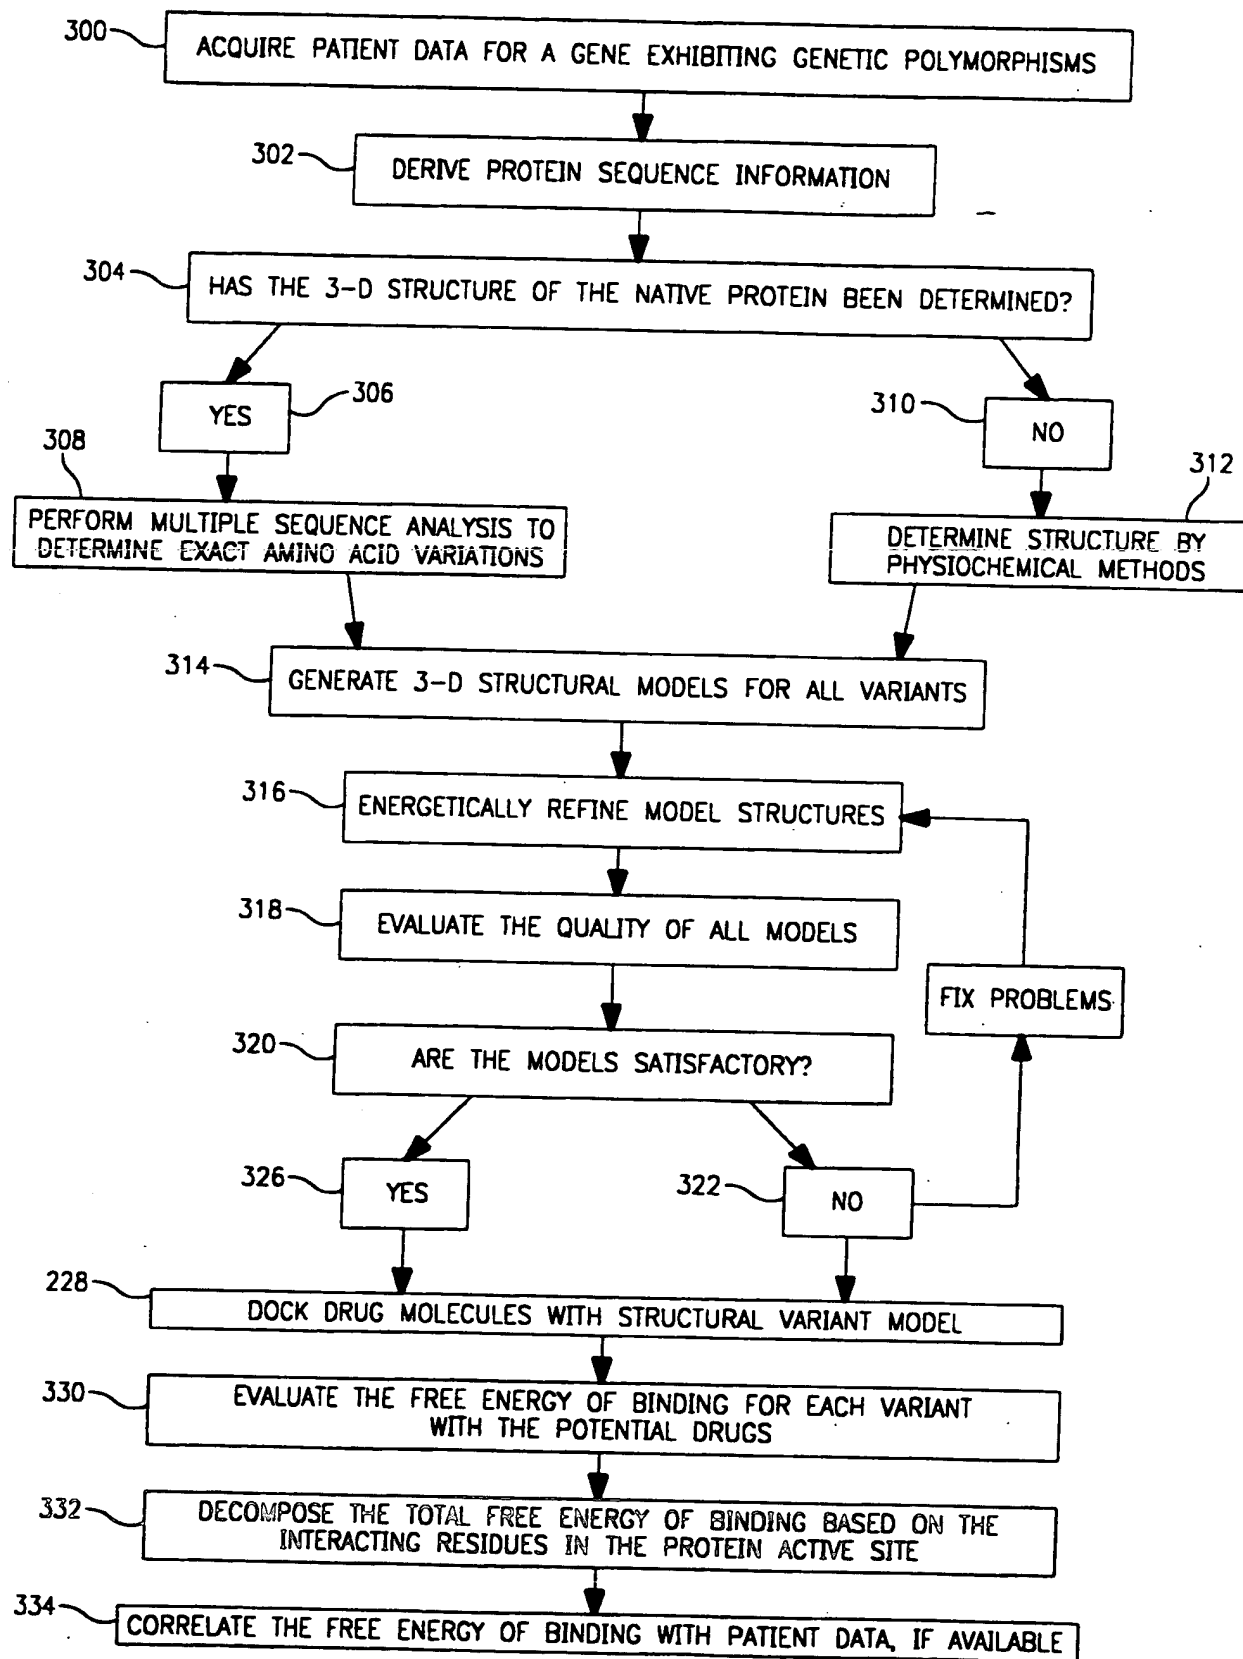 300
ACQUIRE PATIENT DATA FOR A GENE EXHIBITING GENETIC POLYMORPHISMS
302
DERIVE PROTEIN SEQUENCE INFORMATION
304
HAS THE 3-D STRUCTURE OF THE NATIVE PROTEIN BEEN DETERMINED?
YES
306
310
NO
308
PERFORM MULTIPLE SEQUENCE ANALYSIS TO
DETERMINE EXACT AMINO ACID VARIATIONS
312
DETERMINE STRUCTURE BY
PHYSIOCHEMICAL METHODS
314
GENERATE 3-D STRUCTURAL MODELS FOR ALL VARIANTS
316
ENERGETICALLY REFINE MODEL STRUCTURES
318
EVALUATE THE QUALITY OF ALL MODELS
FIX PROBLEMS
320
ARE THE MODELS SATISFACTORY?
326
YES
322
NO
228
DOCK DRUG MOLECULES WITH STRUCTURAL VARIANT MODEL
330
EVALUATE THE FREE ENERGY OF BINDING FOR EACH VARIANT
WITH THE POTENTIAL DRUGS
332
DECOMPOSE THE TOTAL FREE ENERGY OF BINDING BASED ON THE
INTERACTING RESIDUES IN THE PROTEIN ACTIVE SITE
334
CORRELATE THE FREE ENERGY OF BINDING WITH PATIENT DATA, IF AVAILABLE